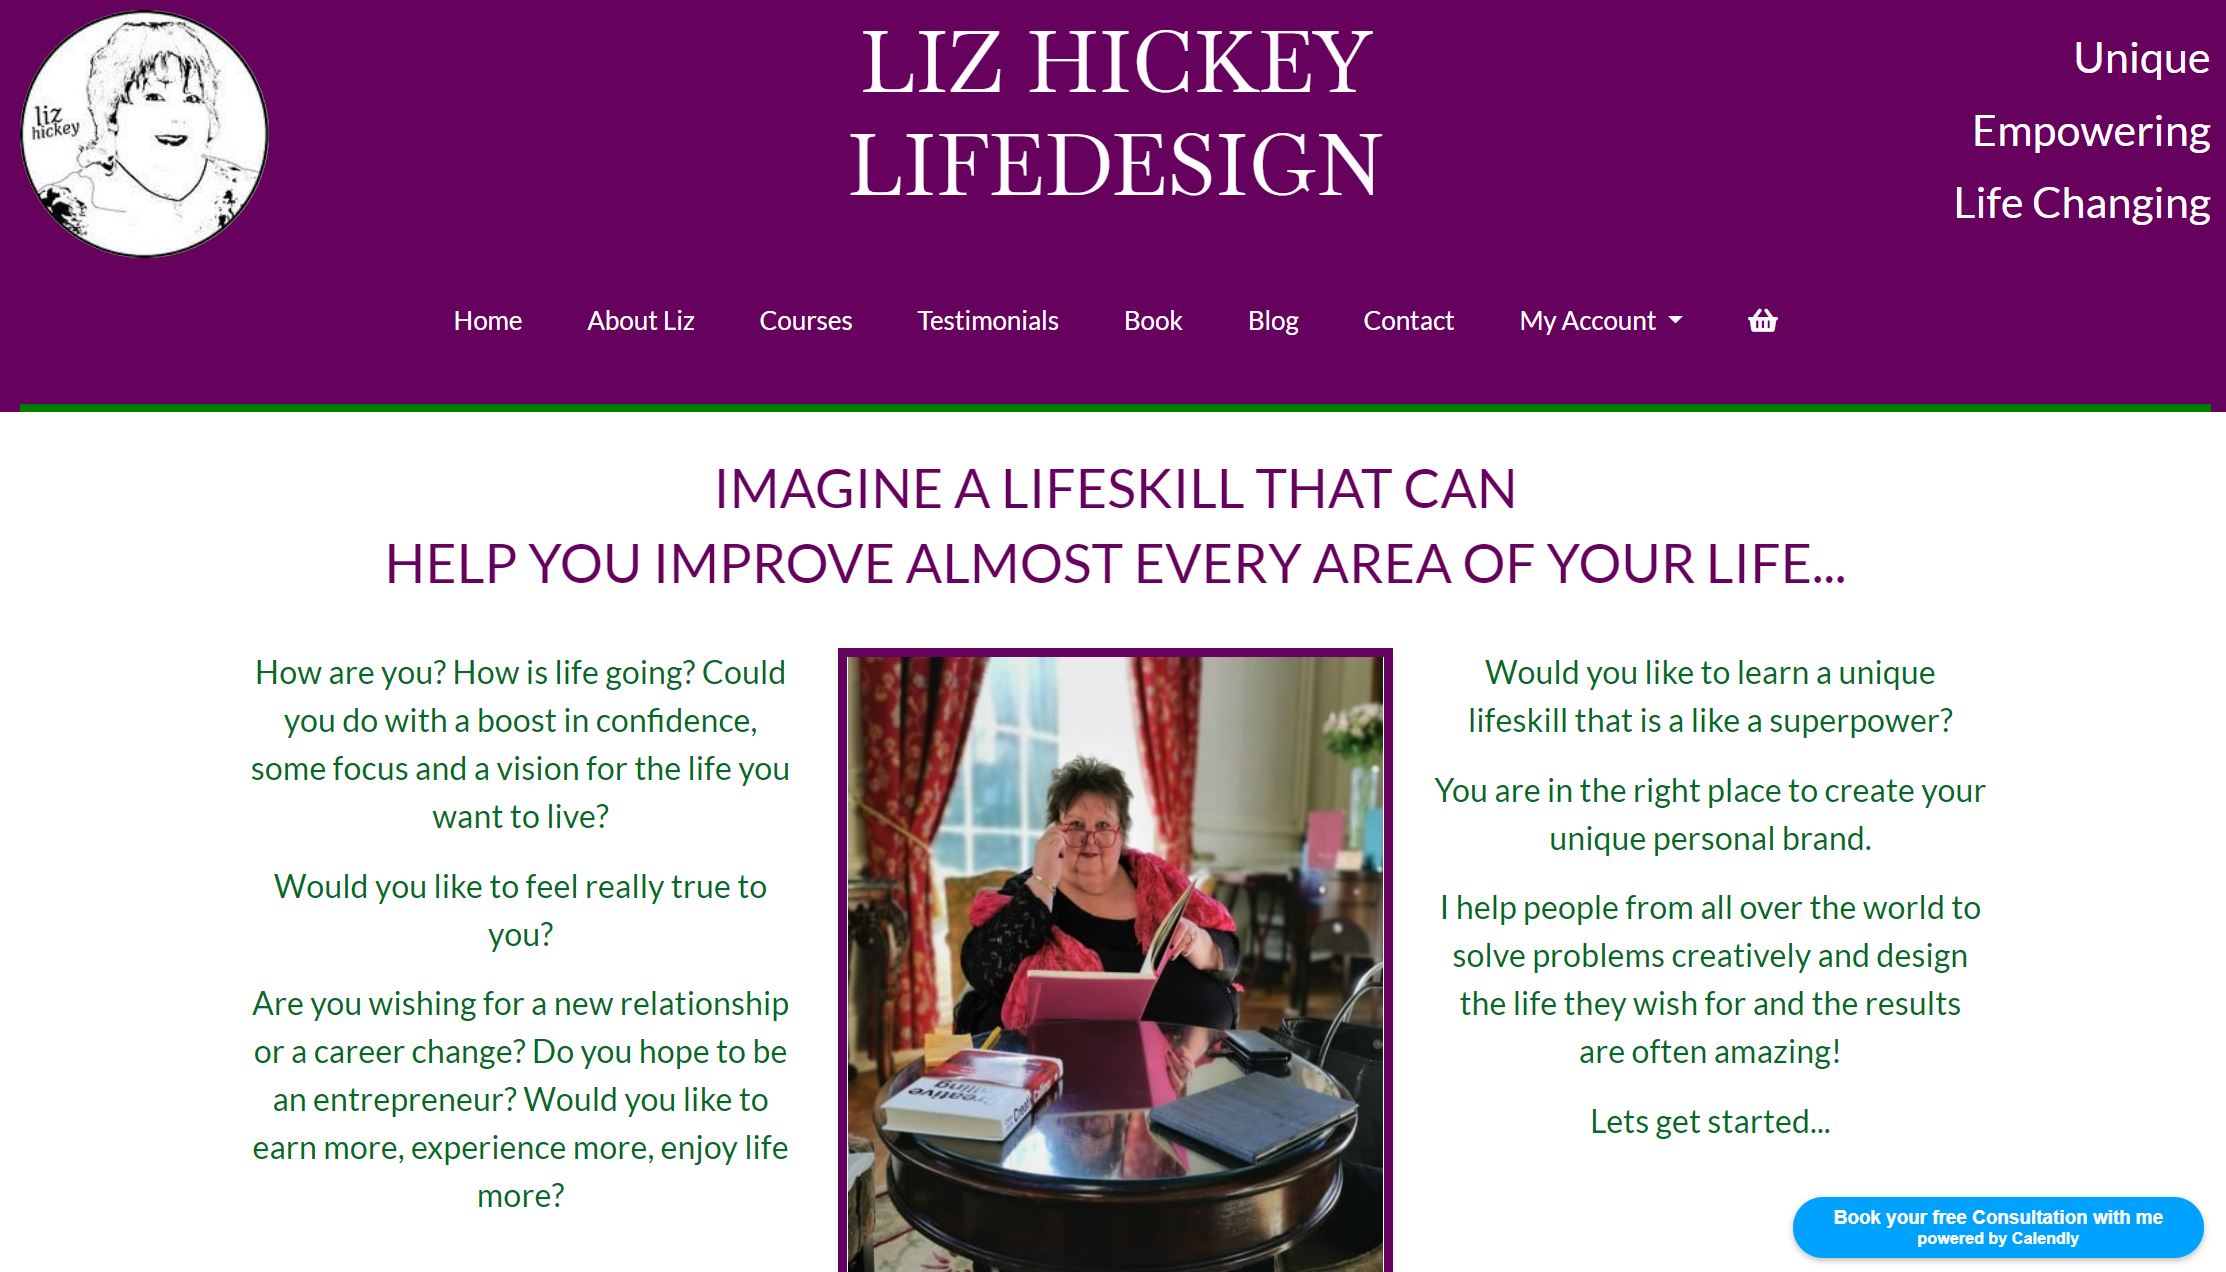 liz
hickey
LIZ HICKEY
LIFEDESIGN
Unique
Empowering
Life Changing
Home About Liz Courses Testimonials Book Blog Contact My Account
IMAGINE A LIFESKILL THAT CAN
HELP YOU IMPROVE ALMOST EVERY AREA OF YOUR LIFE...
How are you? How is life going? Could
you do with a boost in confidence,
some focus and a vision for the life you
want to live?
Would you like to feel really true to
you?
Are you wishing for a new relationship
or a career change? Do you hope to be
an entrepreneur? Would you like to
earn more, experience more, enjoy life
more?
Creative
Would you like to learn a unique
lifeskill that is a like a superpower?
You are in the right place to create your
unique personal brand.
I help people from all over the world to
solve problems creatively and design
the life they wish for and the results
are often amazing!
Lets get started...
Book your free Consultation with me
powered by Calendly